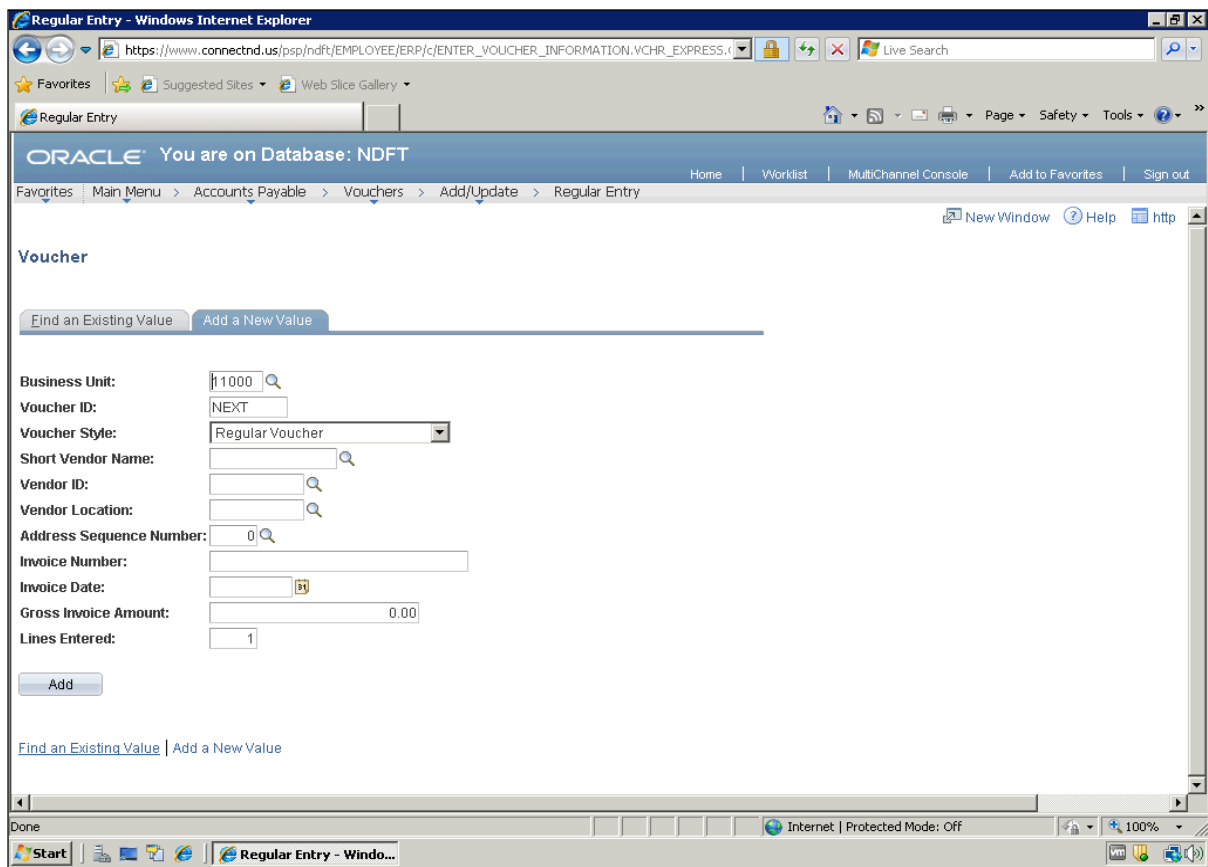 Regular Entry - Windows Internet Explorer
https://www.connectnd.us/psp/ndft/EMPLOYEE/ERP/c/ENTER_VOUCHER_INFORMATION.VCHR_EXPRESS. Live Search
Favorites Suggested Sites Web Slice Gallery
Regular Entry Page Safety Tools »
ORACLE You are on Database: NDFT
Home | Worklist | MultiChannel Console | Add to Favorites | Sign out
Favorites Main Menu > Accounts Payable > Vouchers > Add/Update > Regular Entry
New Window ? Help http
Voucher
Find an Existing Value Add a New Value
Business Unit: 11000
Voucher ID: NEXT
Voucher Style: Regular Voucher
Short Vendor Name:
Vendor ID:
Vendor Location:
Address Sequence Number: 0
Invoice Number:
Invoice Date: 31
Gross Invoice Amount: 0.00
Lines Entered: 1
Add
Find an Existing Value | Add a New Value
Done Internet | Protected Mode: Off 100%
Start Regular Entry - Windo... vm